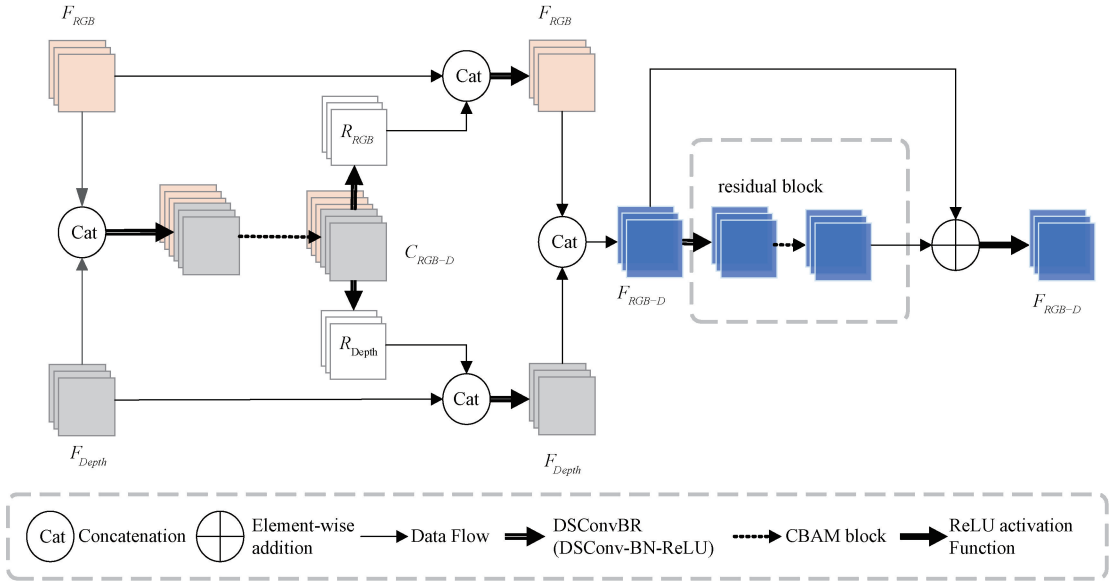 F_RGB
F_RGB
Cat
R_RGB
residual block
Cat
C_RGB-D
Cat
F_RGB-D
F_RGB-D
R_Depth
Cat
F_Depth
F_Depth
Cat
Concatenation
Element-wise
addition
Data Flow
DSConvBR
(DSConv-BN-ReLU)
CBAM block
ReLU activation
Function